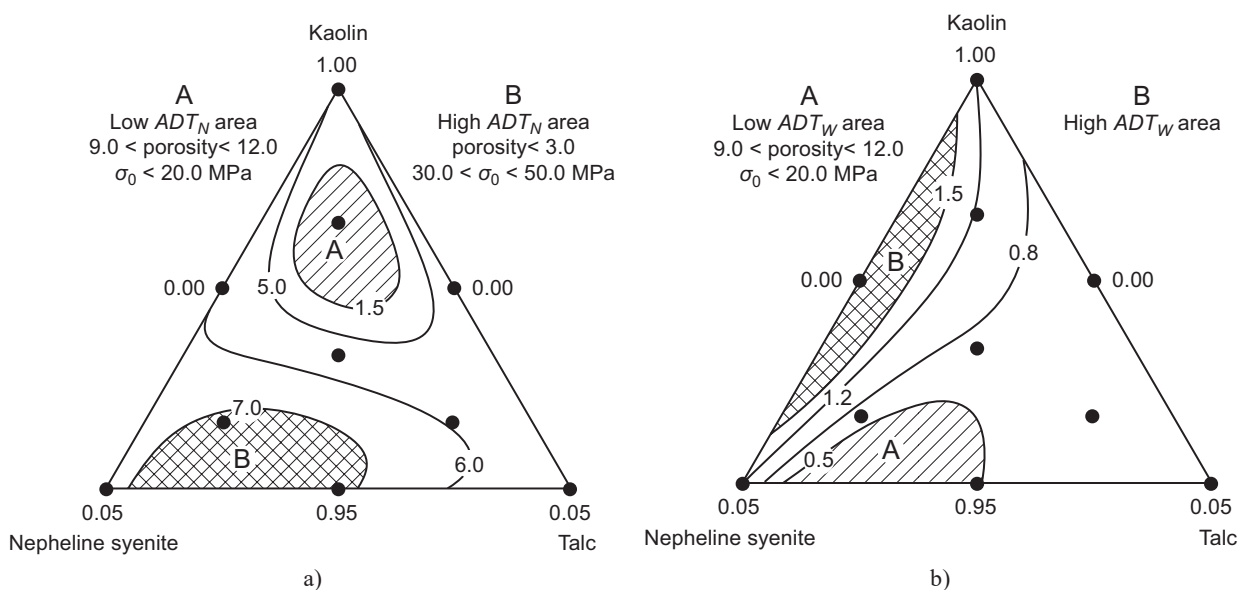 Kaolin
1.00
A
Low ADT_N area
9.0 < porosity< 12.0
σ₀ < 20.0 MPa
B
High ADT_N area
porosity< 3.0
30.0 < σ₀ < 50.0 MPa
A
0.00
5.0
1.5
0.00
7.0
B
6.0
0.05
0.95
0.05
Nepheline syenite
Talc
a)
Kaolin
1.00
A
Low ADT_W area
9.0 < porosity< 12.0
σ₀ < 20.0 MPa
B
High ADT_W area
1.5
0.8
B
0.00
0.00
1.2
0.5
A
0.05
0.95
0.05
Nepheline syenite
Talc
b)